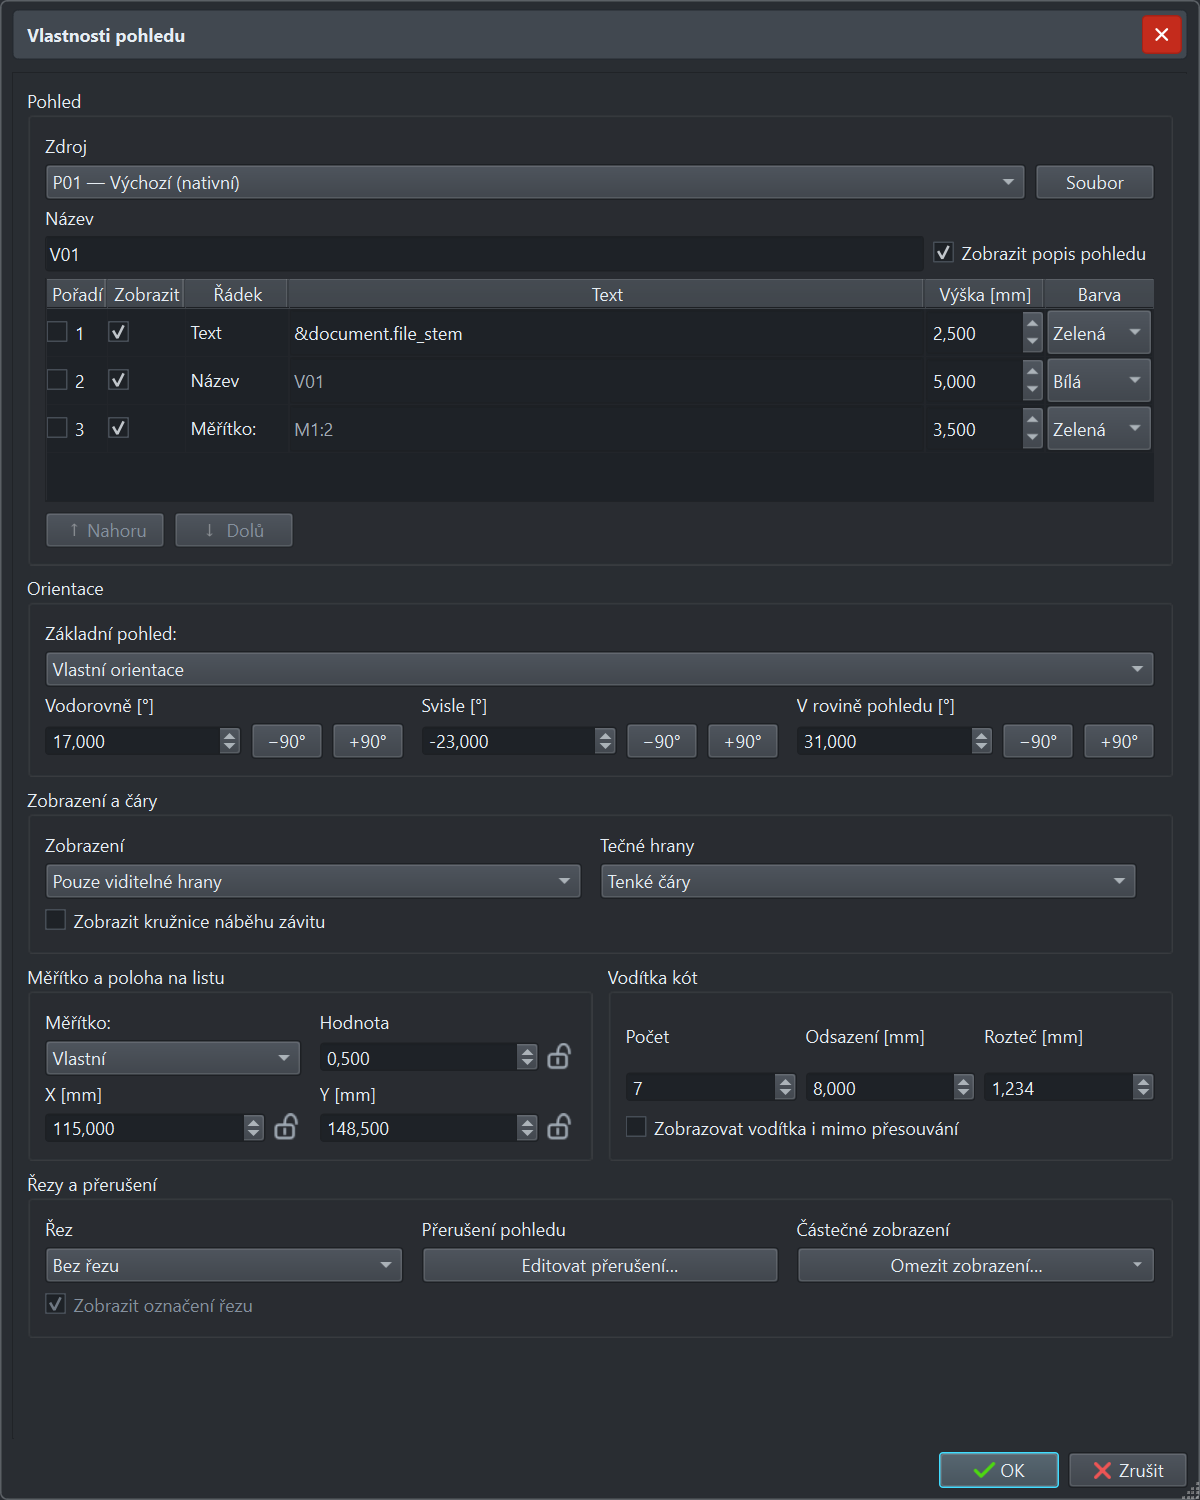 Vlastnosti pohledu
Pohled
Zdroj
P01 — Výchozí (nativní)
Soubor
Název
V01
Zobrazit popis pohledu
Pořadí Zobrazit Řádek Text Výška [mm] Barva
1 Text &document.file_stem 2,500 Zelená
2 Název V01 5,000 Bílá
3 Měřítko: M1:2 3,500 Zelená
↑ Nahoru ↓ Dolů
Orientace
Základní pohled:
Vlastní orientace
Vodorovně [°] Svisle [°] V rovině pohledu [°]
17,000 −90° +90° -23,000 −90° +90° 31,000 −90° +90°
Zobrazení a čáry
Zobrazení Tečné hrany
Pouze viditelné hrany Tenké čáry
Zobrazit kružnice náběhu závitu
Měřítko a poloha na listu
Měřítko: Hodnota
Vlastní 0,500
X [mm] Y [mm]
115,000 148,500
Vodítka kót
Počet Odsazení [mm] Rozteč [mm]
7 8,000 1,234
Zobrazovat vodítka i mimo přesouvání
Řezy a přerušení
Řez Přerušení pohledu Částečné zobrazení
Bez řezu Editovat přerušení... Omezit zobrazení...
Zobrazit označení řezu
OK Zrušit